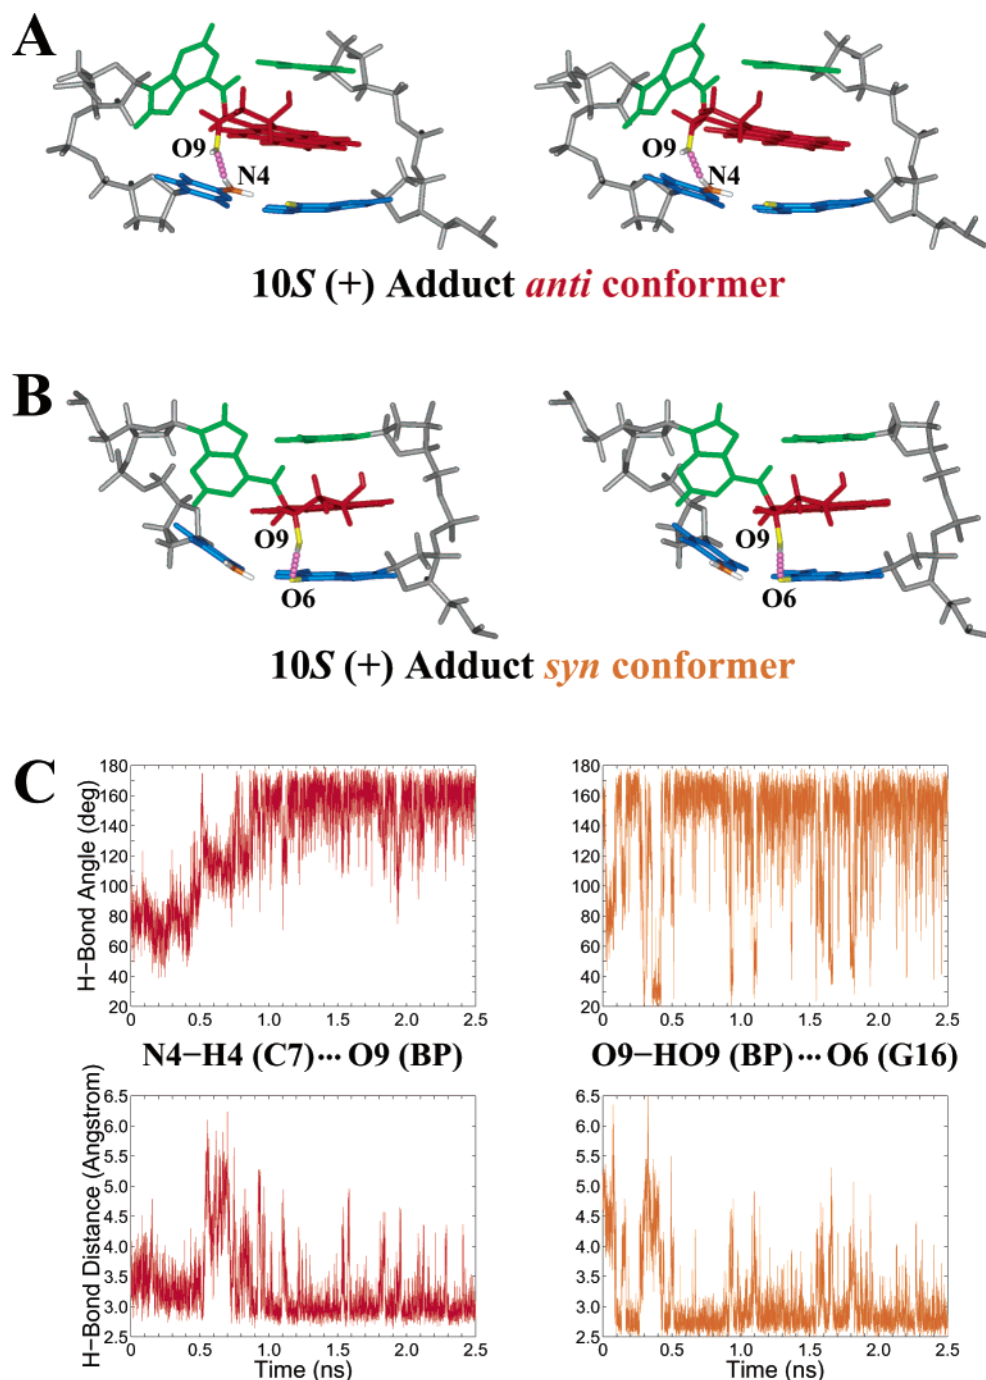 A
O9
N4
O9
N4
10S (+) Adduct anti conformer
B
O9
O6
O9
O6
10S (+) Adduct syn conformer
C
H−Bond Angle (deg)
180
160
140
120
100
80
60
40
20
0 0.5 1.0 1.5 2.0 2.5
180
160
140
120
100
80
60
40
20
0 0.5 1.0 1.5 2.0 2.5
N4−H4 (C7)··· O9 (BP)
O9−HO9 (BP)··· O6 (G16)
H−Bond Distance (Angstrom)
6.5
6.0
5.5
5.0
4.5
4.0
3.5
3.0
2.5
0 0.5 1.0 1.5 2.0 2.5
Time (ns)
6.5
6.0
5.5
5.0
4.5
4.0
3.5
3.0
2.5
0 0.5 1.0 1.5 2.0 2.5
Time (ns)